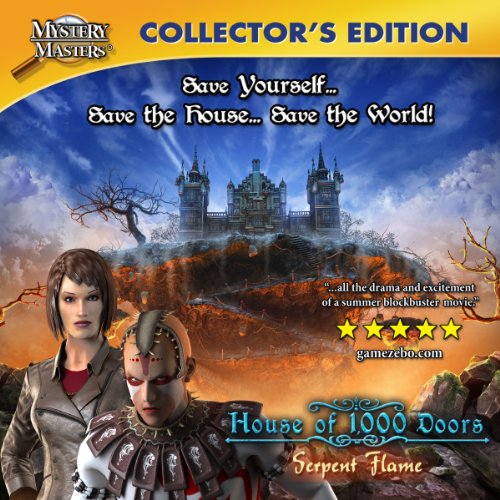 MYSTERY
MASTERS®
COLLECTOR'S EDITION
Save Yourself...
Save the House... Save the World!
"...all the drama and excitement
of a summer blockbuster movie."
gamezebo.com
House of 1000 Doors
Serpent Flame